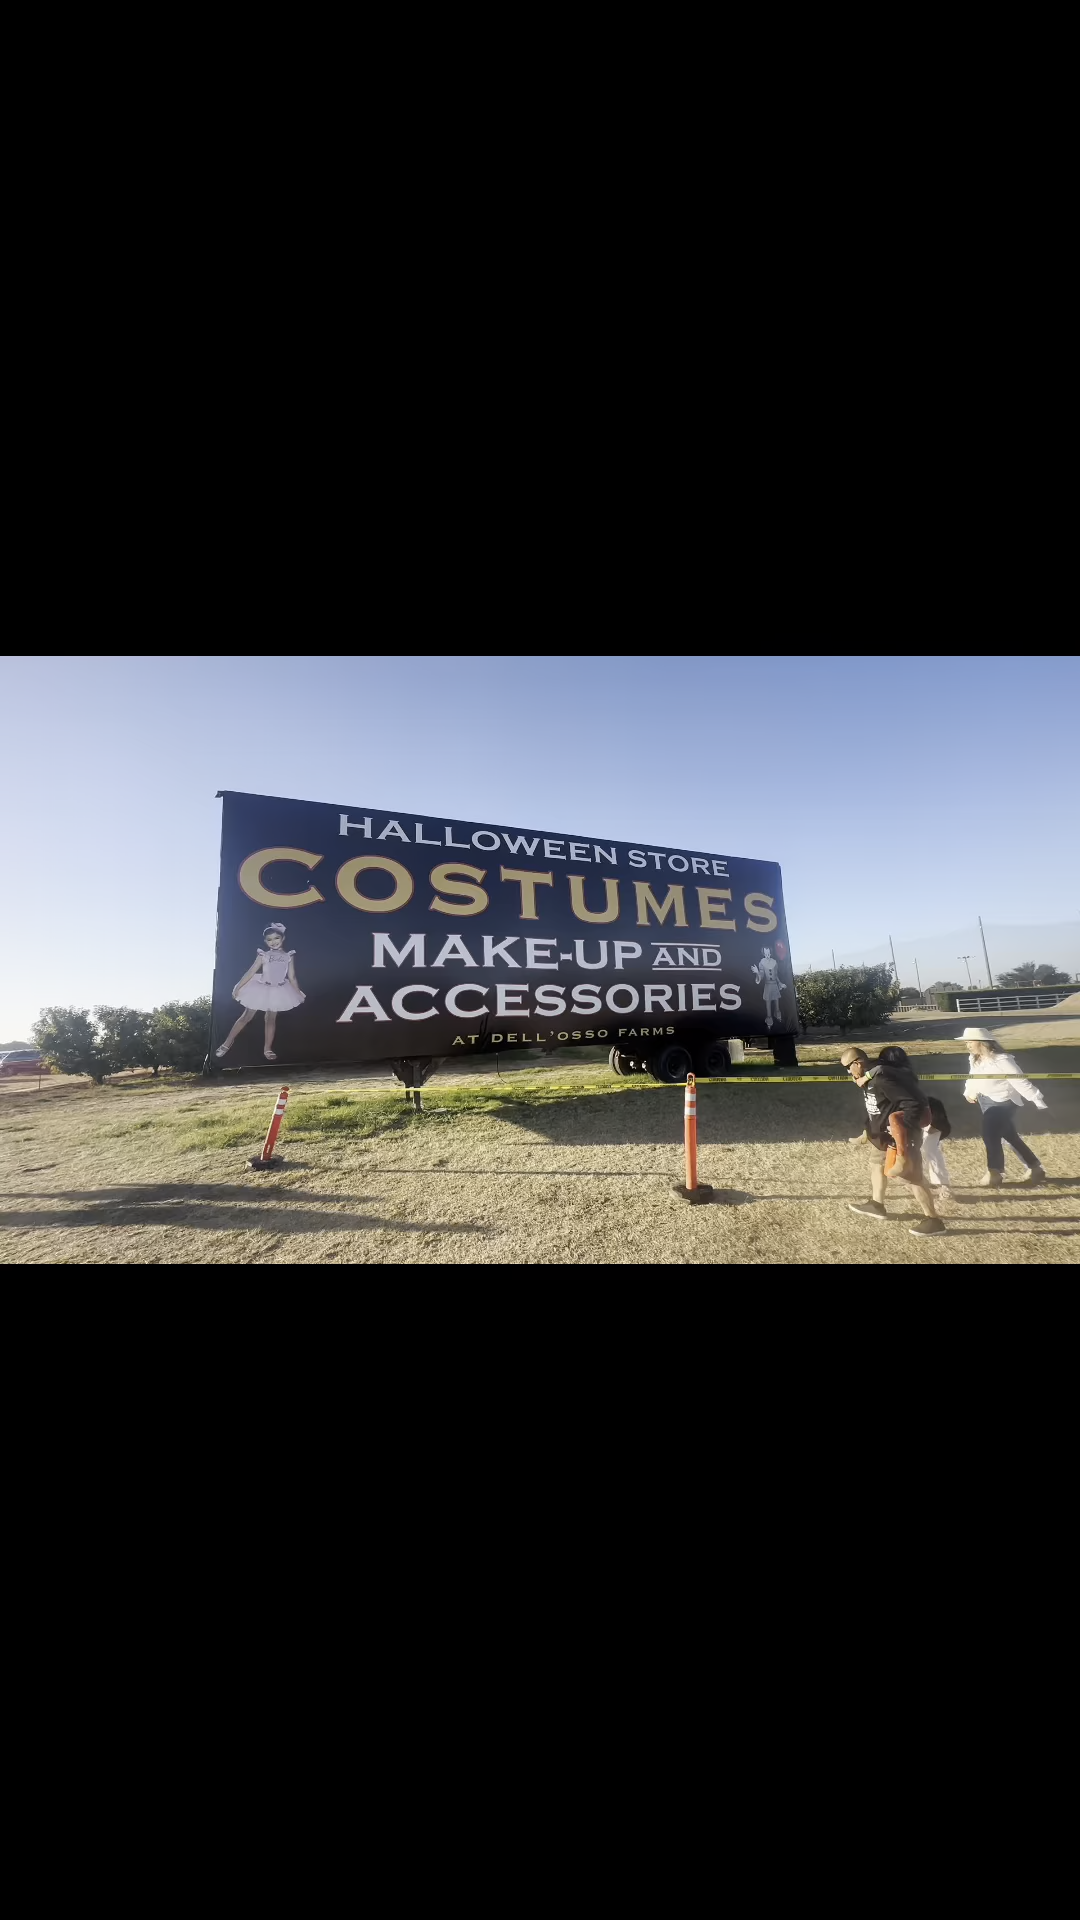 HALLOWEEN STORE
COSTUMES
MAKE-UP AND
ACCESSORIES
AT DELL'OSSO FARMS